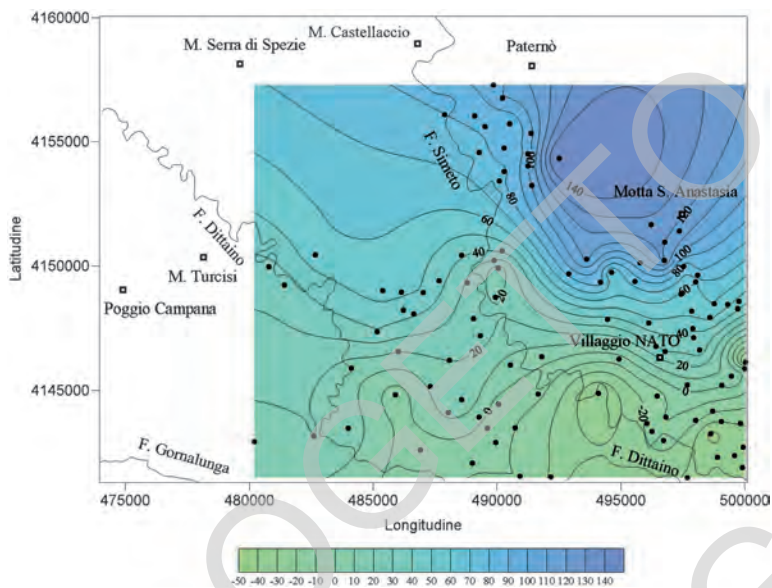 4160000
M. Castellaccio
M. Serra di Spezie
Paternò
4155000
F. Simeto
100
80
140
Motta S. Anastasia
120
100
80
60
60
F. Dittaino
40
4150000
M. Turcisi
20
Poggio Campana
Villaggio NATO
40
20
20
0
4145000
0
-20
F. Gornalunga
F. Dittaino
475000 480000 485000 490000 495000 500000
Latitudine
Longitudine
-50 -40 -30 -10 0 10 20 30 40 50 60 70 80 90 100 110 130 140